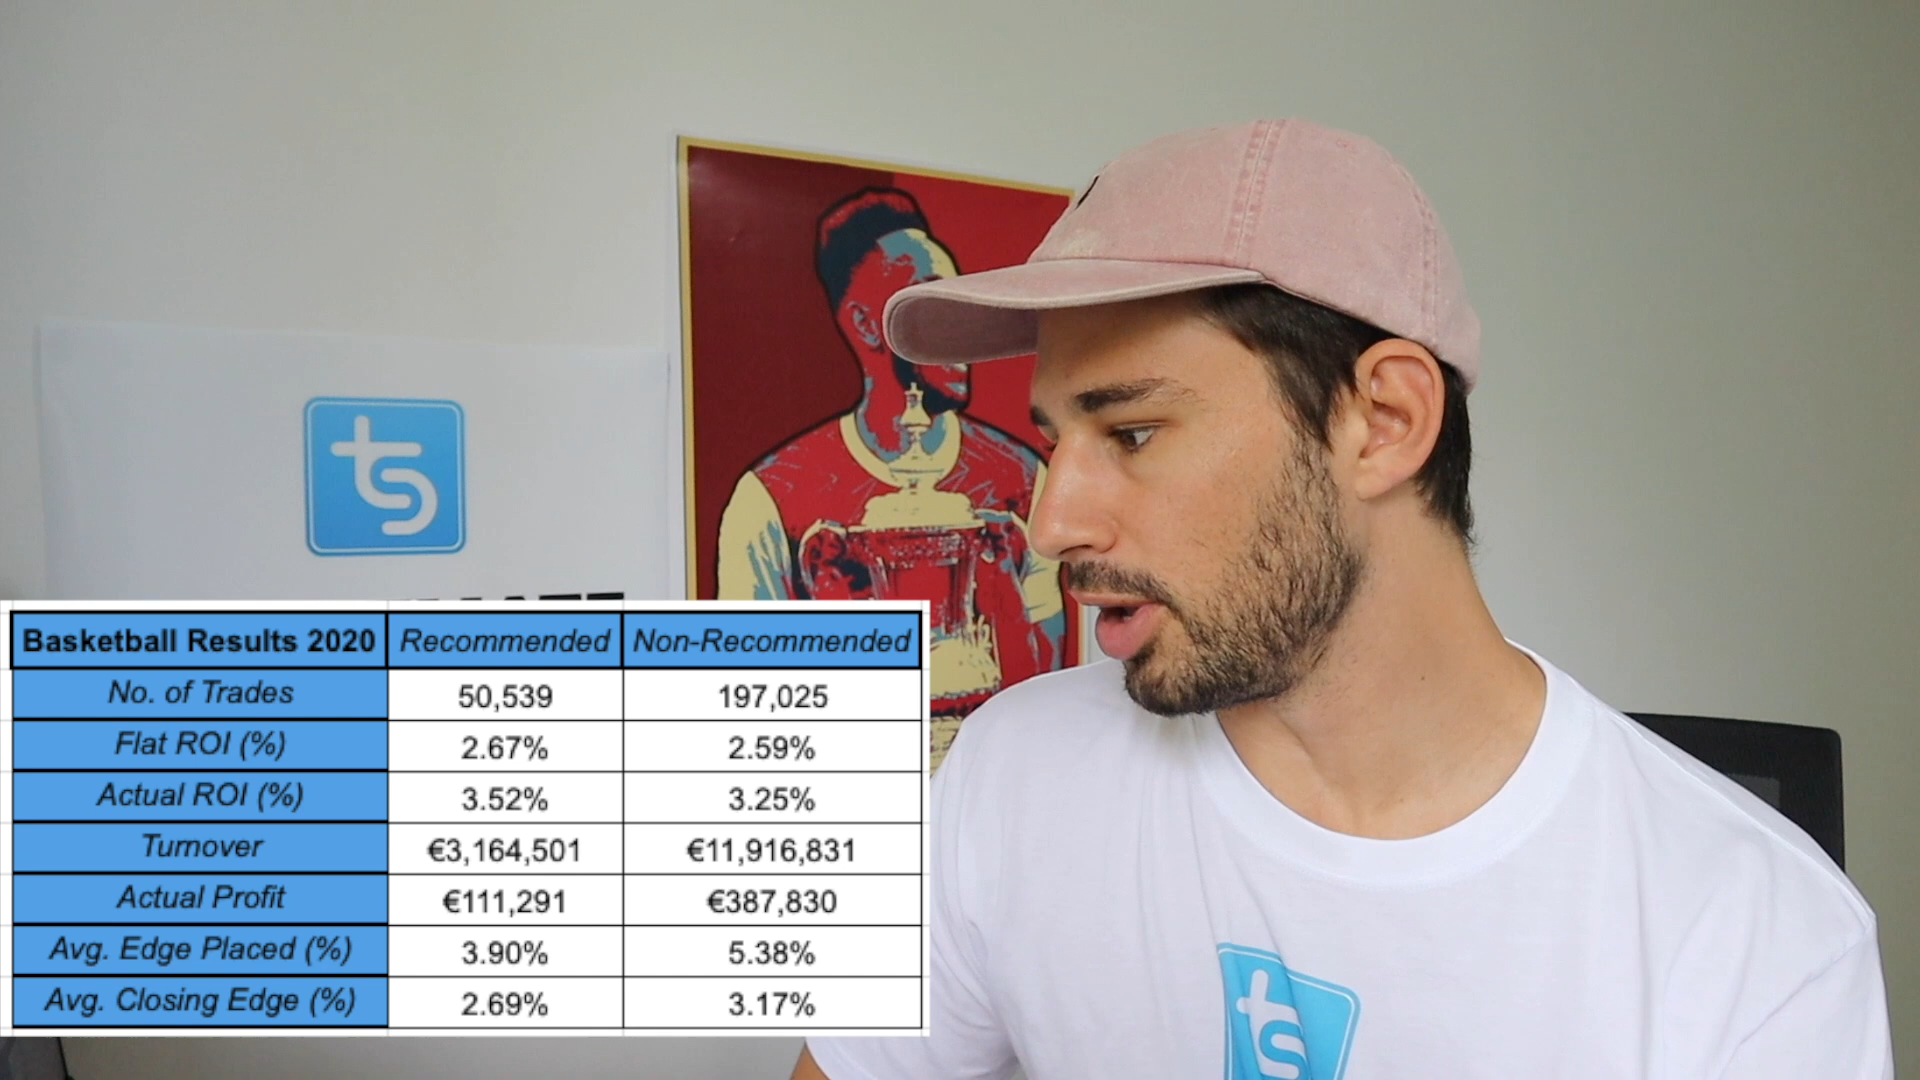 ts
Basketball Results 2020 Recommended Non-Recommended
No. of Trades 50,539 197,025
Flat ROI (%) 2.67% 2.59%
Actual ROI (%) 3.52% 3.25%
Turnover €3,164,501 €11,916,831
Actual Profit €111,291 €387,830
Avg. Edge Placed (%) 3.90% 5.38%
Avg. Closing Edge (%) 2.69% 3.17%
ts